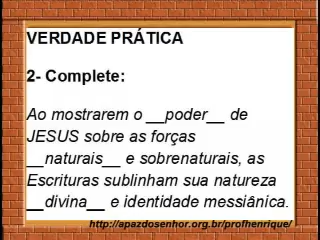 VERDADE PRÁTICA
2- Complete:
Ao mostrarem o __poder__ de
JESUS sobre as forças
__naturais__ e sobrenaturais, as
Escrituras sublinham sua natureza
__divina__ e identidade messiânica.
http://apazdosenhor.org.br/profhenrique/